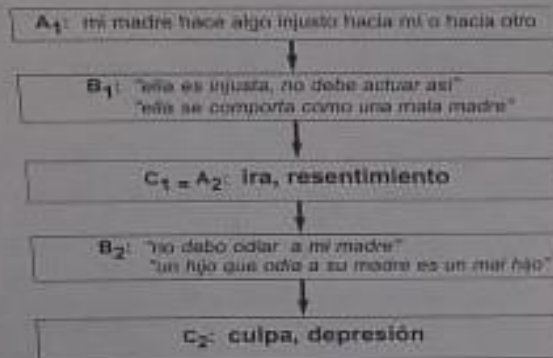 A1: mi madre hace algo injusto hacia mí o hacia otro
B1: "ella es injusta, no debe actuar así"
"ella se comporta como una mala madre"
C1 = A2: ira, resentimiento
B2: "no debo odiar a mi madre"
"un hijo que odia a su madre es un mal hijo"
C2: culpa, depresión